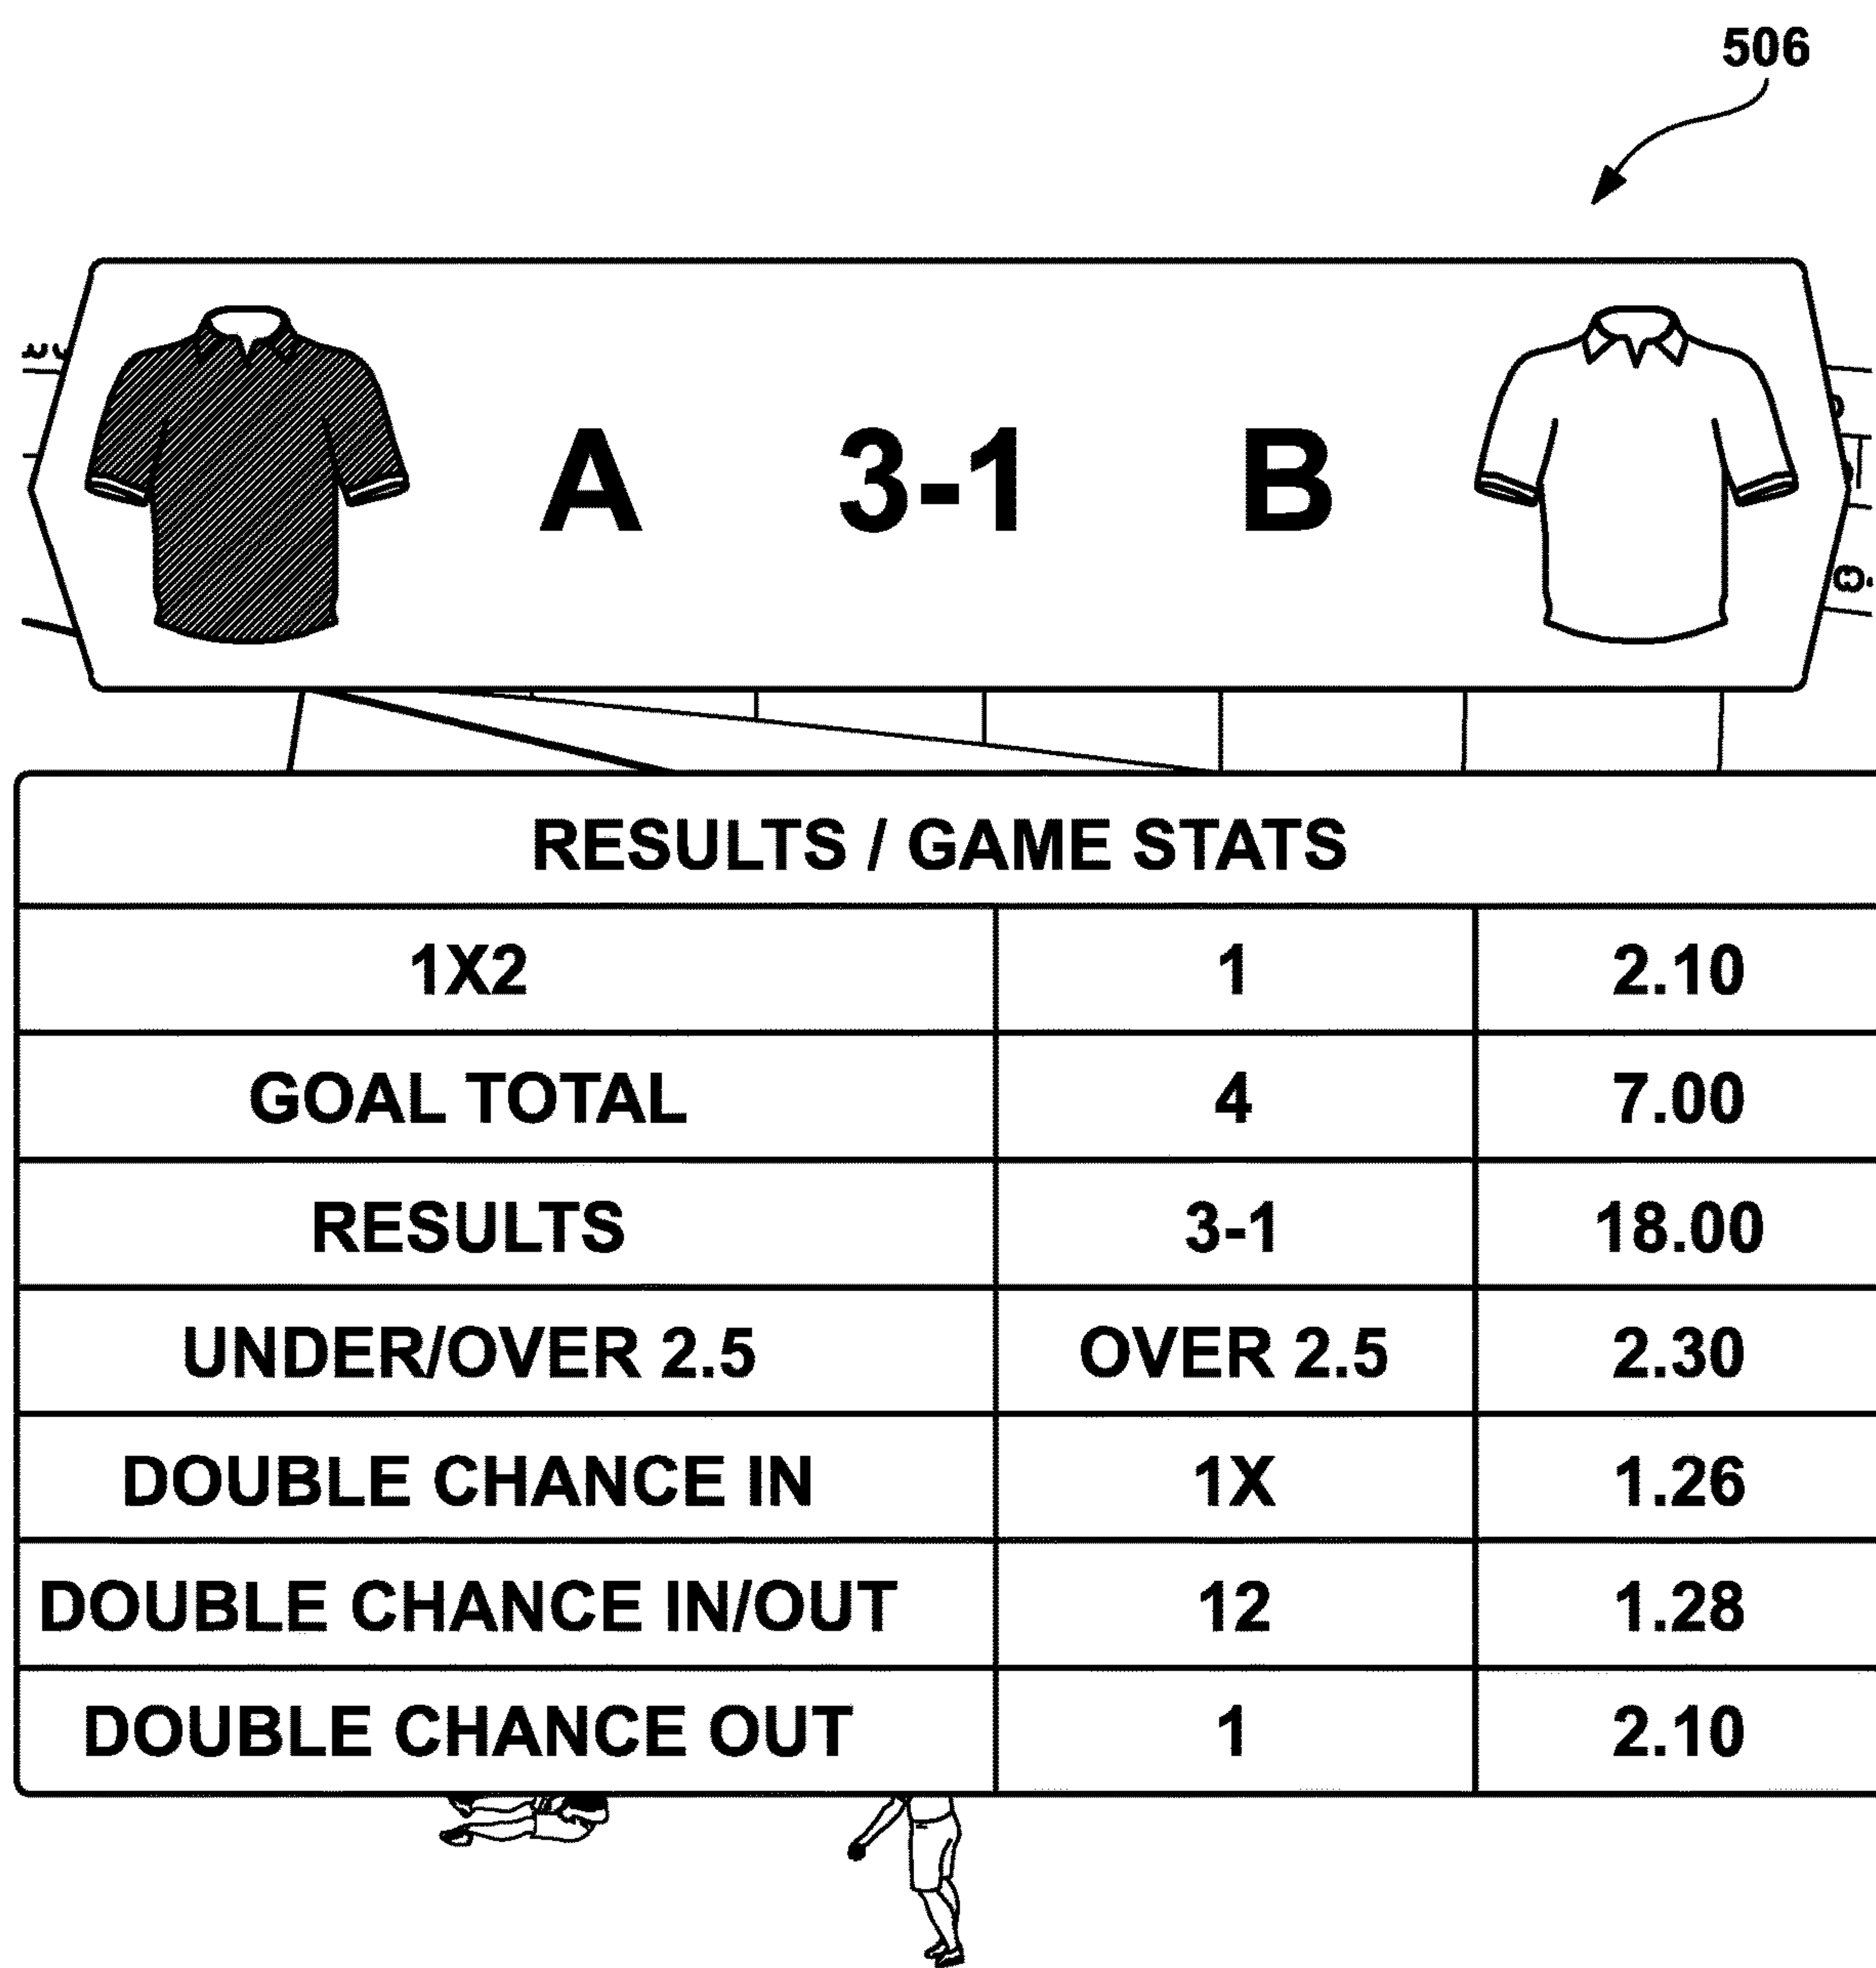 506
A 3-1 B
RESULTS / GAME STATS
1X2 1 2.10
GOAL TOTAL 4 7.00
RESULTS 3-1 18.00
UNDER/OVER 2.5 OVER 2.5 2.30
DOUBLE CHANCE IN 1X 1.26
DOUBLE CHANCE IN/OUT 12 1.28
DOUBLE CHANCE OUT 1 2.10